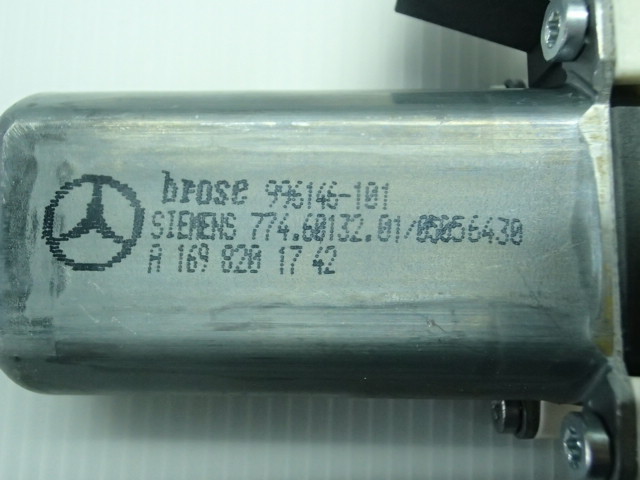 brose 996146-101
SIEMENS 774.60132.01/05056430
A 169 820 17 42